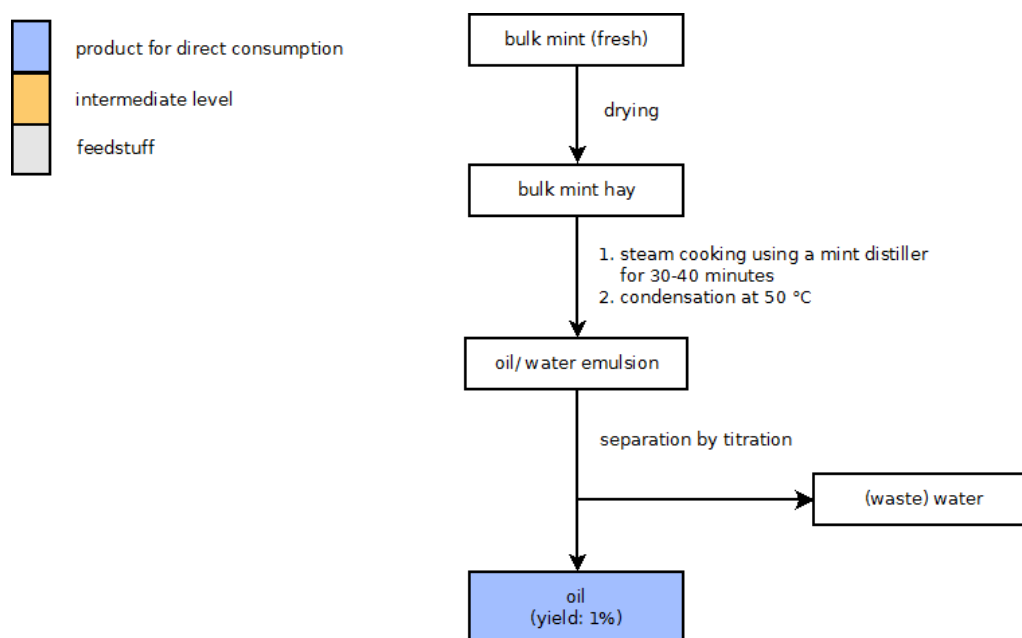 product for direct consumption
intermediate level
feedstuff
bulk mint (fresh)
drying
bulk mint hay
1. steam cooking using a mint distiller
for 30-40 minutes
2. condensation at 50 °C
oil/ water emulsion
separation by titration
(waste) water
oil
(yield: 1%)